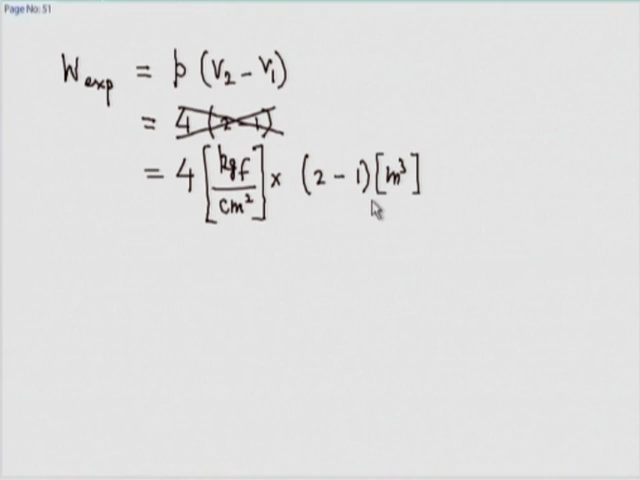 Page No: 51
W_exp = p (V₂ - V₁)
= 4 (2 - 1)
= 4 [kgf/cm²] × (2 - 1) [m³]